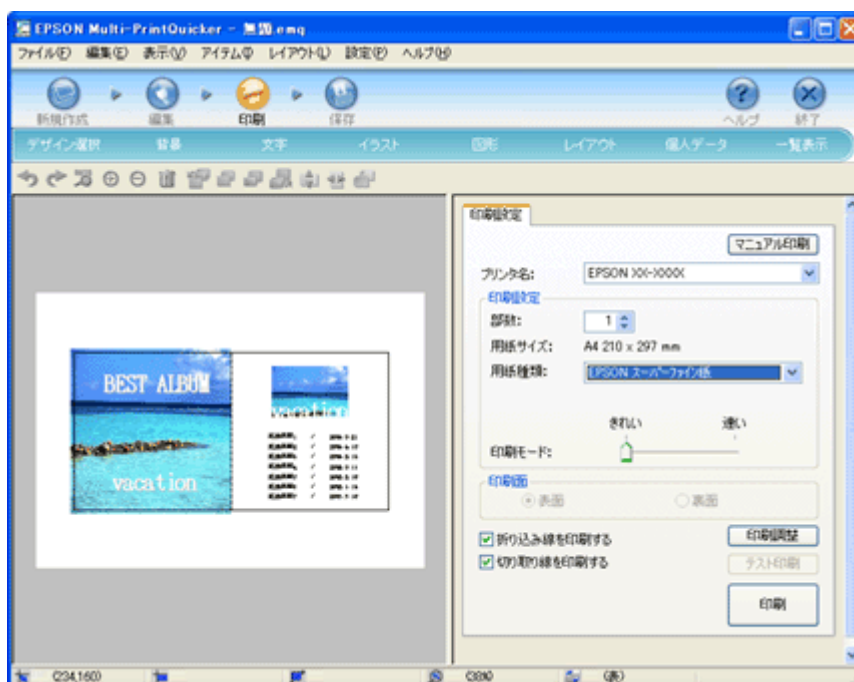 EPSON Multi-PrintQuicker - 無題.emq
ファイル(F) 編集(E) 表示(V) アイテム(I) レイアウト(L) 設定(P) ヘルプ(H)
新規作成 編集 印刷 保存 ヘルプ 終了
デザイン選択 背景 文字 イラスト 図形 レイアウト 個人データ 一覧表示
印刷設定
マニュアル印刷
プリンタ名: EPSON XX-XXXX
印刷設定
部数: 1
用紙サイズ: A4 210 x 297 mm
用紙種類: EPSON スーパーファイン紙
きれい 速い
印刷モード:
印刷面
表面 裏面
折り込み線を印刷する
切り取り線を印刷する
印刷調整
テスト印刷
印刷
BEST ALBUM
vacation
vacation
(234,160) (表)